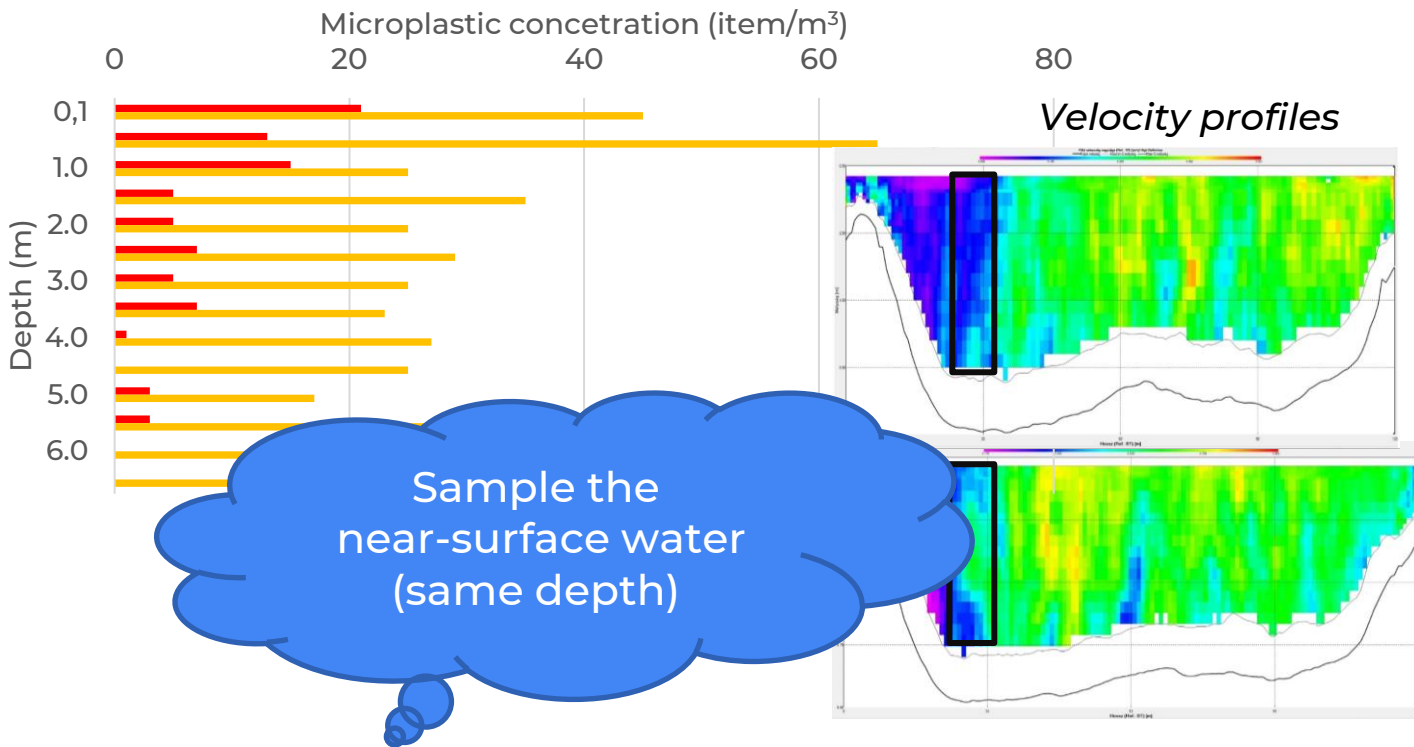 Microplastic concetration (item/m³)
0 20 40 60 80
Depth (m)
0,1
1.0
2.0
3.0
4.0
5.0
6.0
Velocity profiles
Sample the
near-surface water
(same depth)